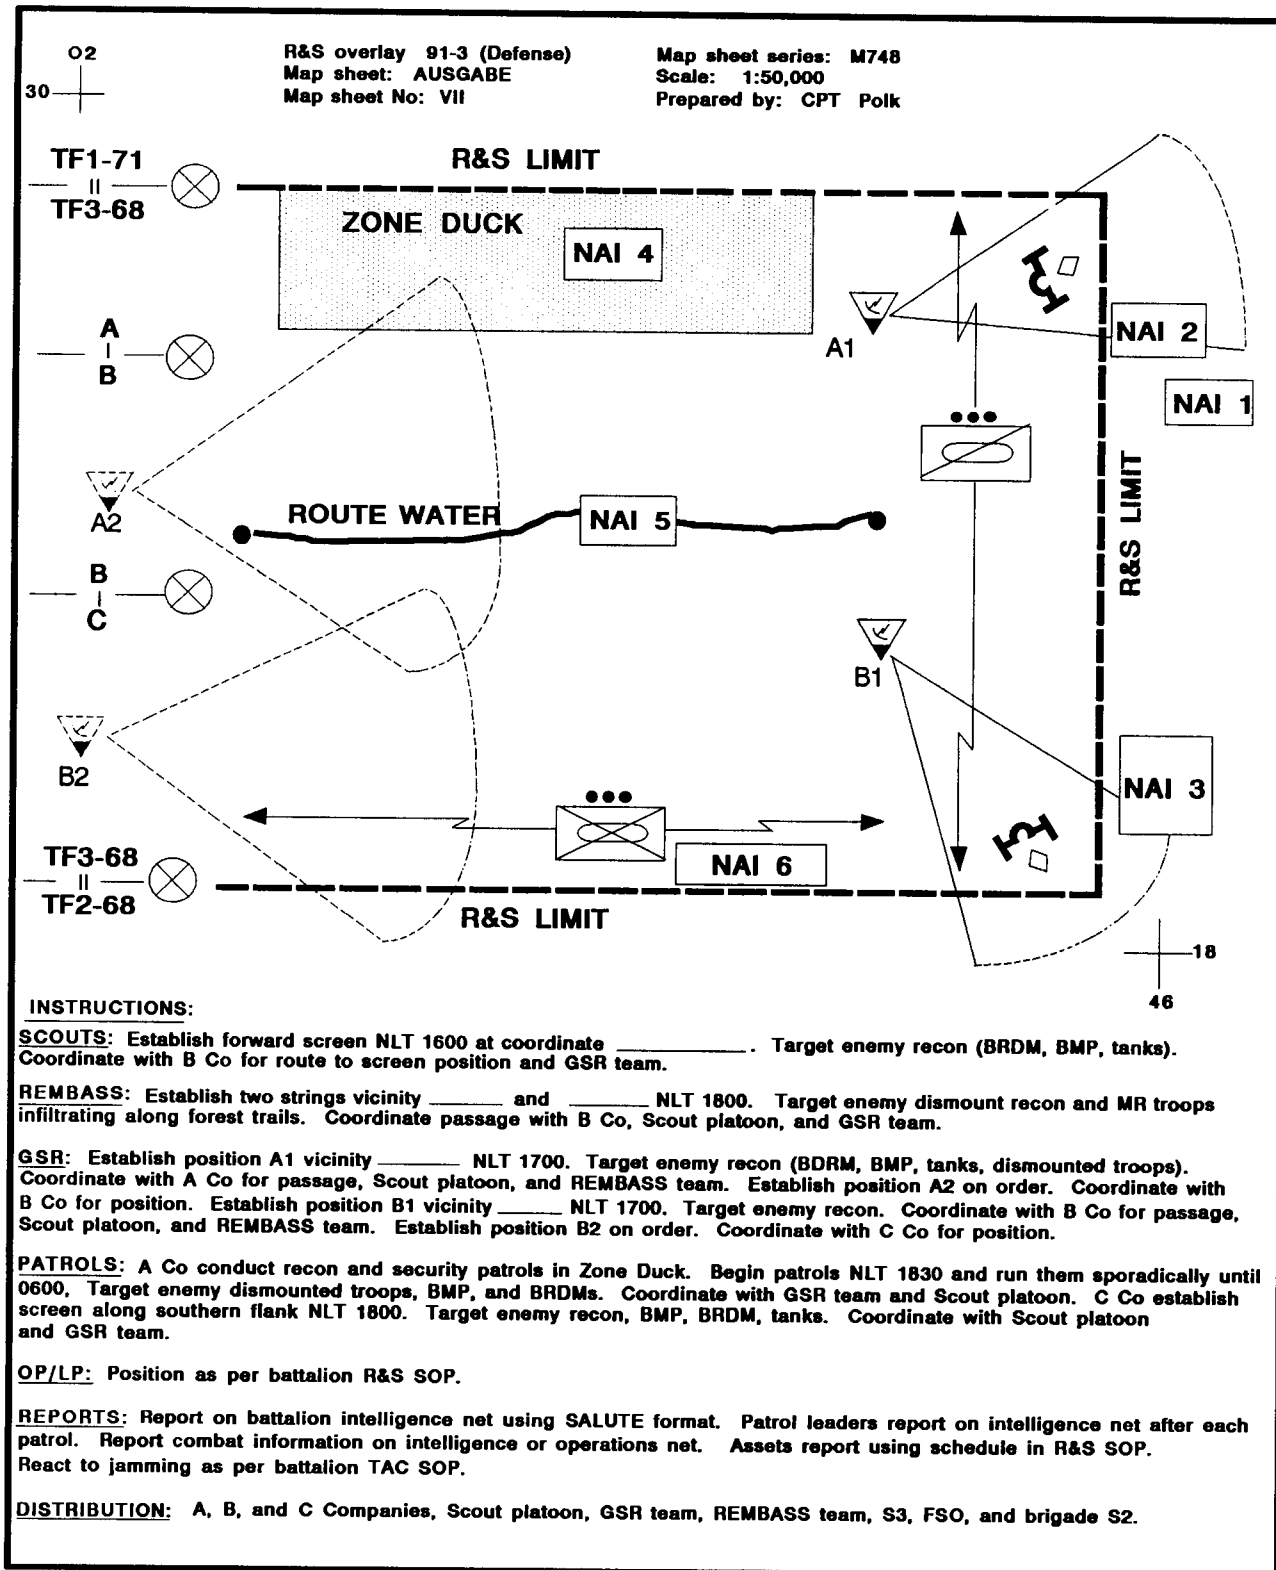 O2
30
R&S overlay 91-3 (Defense)
Map sheet: AUSGABE
Map sheet No: VII
Map sheet series: M748
Scale: 1:50,000
Prepared by: CPT Polk
TF1-71
II
TF3-68
R&S LIMIT
ZONE DUCK
NAI 4
A
I
B
A1
NAI 2
NAI 1
A2
ROUTE WATER
NAI 5
R&S LIMIT
B
I
C
B1
B2
NAI 3
TF3-68
II
TF2-68
NAI 6
R&S LIMIT
18
46
INSTRUCTIONS:
SCOUTS: Establish forward screen NLT 1600 at coordinate ____________. Target enemy recon (BRDM, BMP, tanks).
Coordinate with B Co for route to screen position and GSR team.
REMBASS: Establish two strings vicinity _______ and _______ NLT 1800. Target enemy dismount recon and MR troops
infiltrating along forest trails. Coordinate passage with B Co, Scout platoon, and GSR team.
GSR: Establish position A1 vicinity _______ NLT 1700. Target enemy recon (BDRM, BMP, tanks, dismounted troops).
Coordinate with A Co for passage, Scout platoon, and REMBASS team. Establish position A2 on order. Coordinate with
B Co for position. Establish position B1 vicinity ______ NLT 1700. Target enemy recon. Coordinate with B Co for passage,
Scout platoon, and REMBASS team. Establish position B2 on order. Coordinate with C Co for position.
PATROLS: A Co conduct recon and security patrols in Zone Duck. Begin patrols NLT 1830 and run them sporadically until
0600, Target enemy dismounted troops, BMP, and BRDMs. Coordinate with GSR team and Scout platoon. C Co establish
screen along southern flank NLT 1800. Target enemy recon, BMP, BRDM, tanks. Coordinate with Scout platoon
and GSR team.
OP/LP: Position as per battalion R&S SOP.
REPORTS: Report on battalion intelligence net using SALUTE format. Patrol leaders report on intelligence net after each
patrol. Report combat information on intelligence or operations net. Assets report using schedule in R&S SOP.
React to jamming as per battalion TAC SOP.
DISTRIBUTION: A, B, and C Companies, Scout platoon, GSR team, REMBASS team, S3, FSO, and brigade S2.